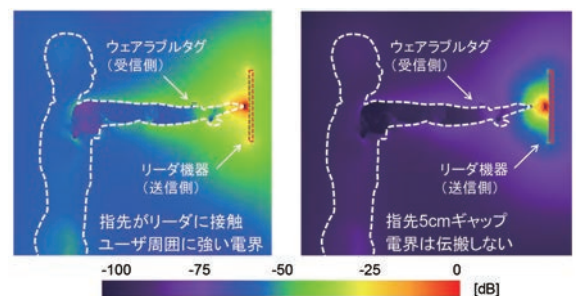 ウェアラブルタグ
（受信側）
リーダ機器
（送信側）
指先がリーダに接触
ユーザ周囲に強い電界
ウェアラブルタグ
（受信側）
リーダ機器
（送信側）
指先5cmギャップ
電界は伝搬しない
-100 -75 -50 -25 0
[dB]